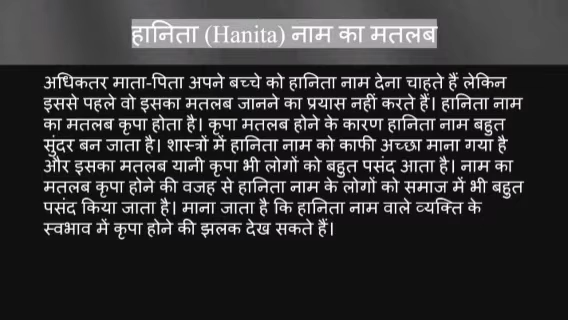 हानिता (Hanita) नाम का मतलब
अधिकतर माता-पिता अपने बच्चे को हानिता नाम देना चाहते हैं लेकिन
इससे पहले वो इसका मतलब जानने का प्रयास नहीं करते हैं। हानिता नाम
का मतलब कृपा होता है। कृपा मतलब होने के कारण हानिता नाम बहुत
सुंदर बन जाता है। शास्त्रों में हानिता नाम को काफी अच्छा माना गया है
और इसका मतलब यानी कृपा भी लोगों को बहुत पसंद आता है। नाम का
मतलब कृपा होने की वजह से हानिता नाम के लोगों को समाज में भी बहुत
पसंद किया जाता है। माना जाता है कि हानिता नाम वाले व्यक्ति के
स्वभाव में कृपा होने की झलक देख सकते हैं।